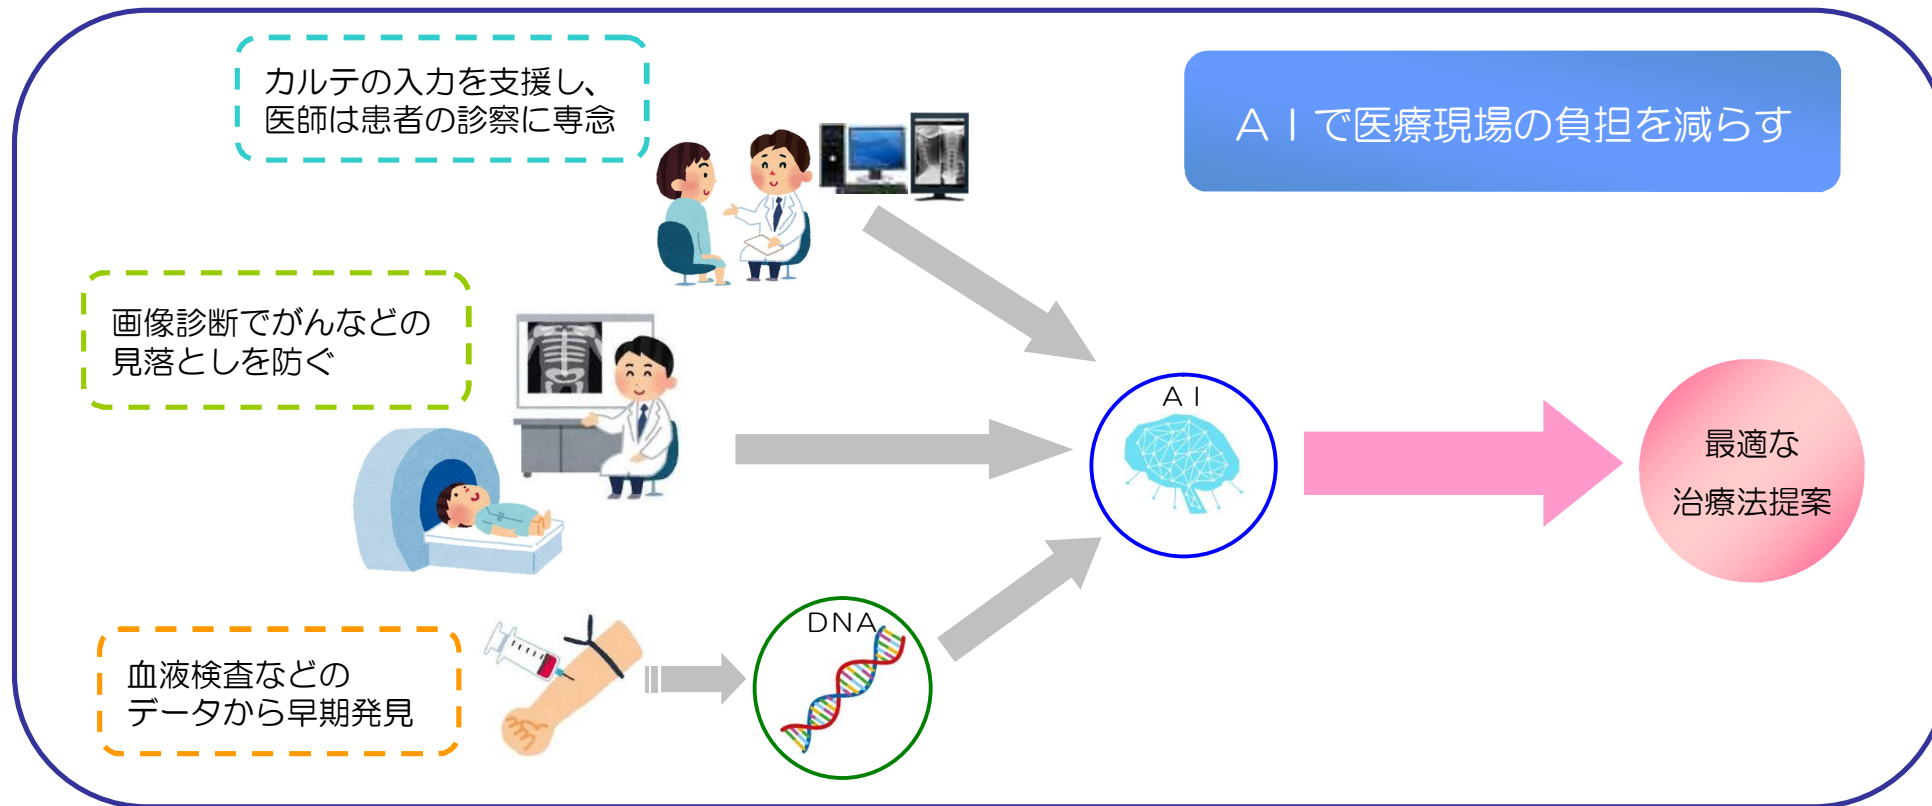 カルテの入力を支援し、
医師は患者の診察に専念
ＡＩで医療現場の負担を減らす
画像診断でがんなどの
見落としを防ぐ
ＡＩ
最適な
治療法提案
DNA
血液検査などの
データから早期発見